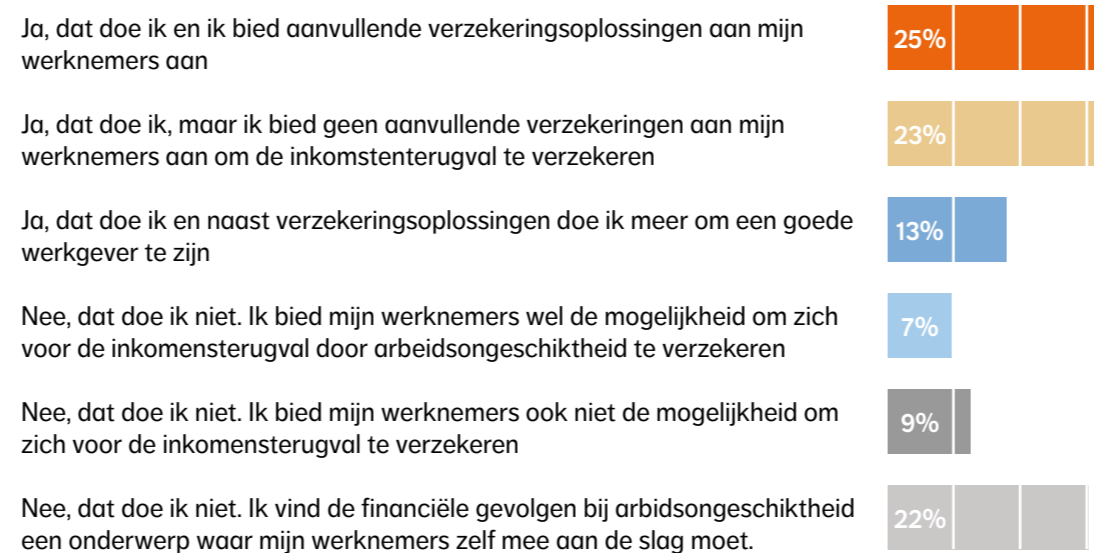 Ja, dat doe ik en ik bied aanvullende verzekeringsoplossingen aan mijn
werknemers aan
25%
Ja, dat doe ik, maar ik bied geen aanvullende verzekeringen aan mijn
werknemers aan om de inkomstenterugval te verzekeren
23%
Ja, dat doe ik en naast verzekeringsoplossingen doe ik meer om een goede
werkgever te zijn
13%
Nee, dat doe ik niet. Ik bied mijn werknemers wel de mogelijkheid om zich
voor de inkomensterugval door arbeidsongeschiktheid te verzekeren
7%
Nee, dat doe ik niet. Ik bied mijn werknemers ook niet de mogelijkheid om
zich voor de inkomensterugval te verzekeren
9%
Nee, dat doe ik niet. Ik vind de financiële gevolgen bij arbidsongeschiktheid
een onderwerp waar mijn werknemers zelf mee aan de slag moet.
22%